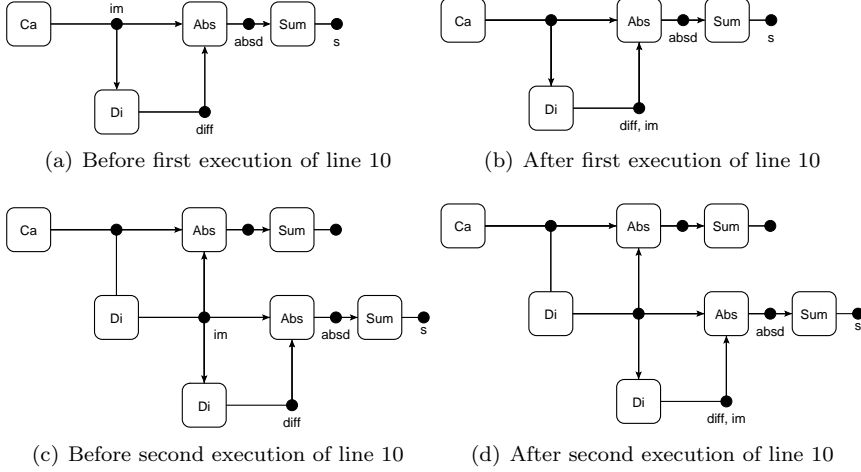 im
Ca
Abs
Sum
absd
s
Di
diff
Ca
Abs
Sum
absd
s
Di
diff, im
(a) Before first execution of line 10
(b) After first execution of line 10
Ca
Abs
Sum
Di
im
Abs
absd
Sum
s
Di
diff
Ca
Abs
Sum
Di
Abs
absd
Sum
s
Di
diff, im
(c) Before second execution of line 10
(d) After second execution of line 10